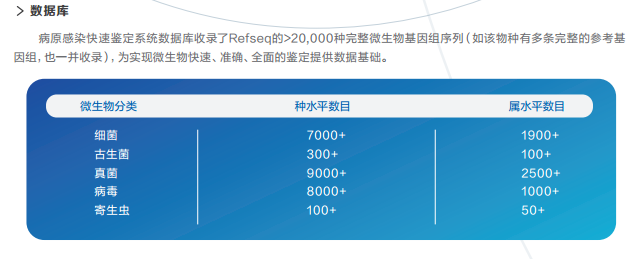 > 数据库
病原感染快速鉴定系统数据库收录了Refseq的>20,000种完整微生物基因组序列(如该物种有多条完整的参考基
因组,也一并收录),为实现微生物快速、准确、全面的鉴定提供数据基础。
微生物分类 种水平数目 属水平数目
细菌 7000+ 1900+
古生菌 300+ 100+
真菌 9000+ 2500+
病毒 8000+ 1000+
寄生虫 100+ 50+